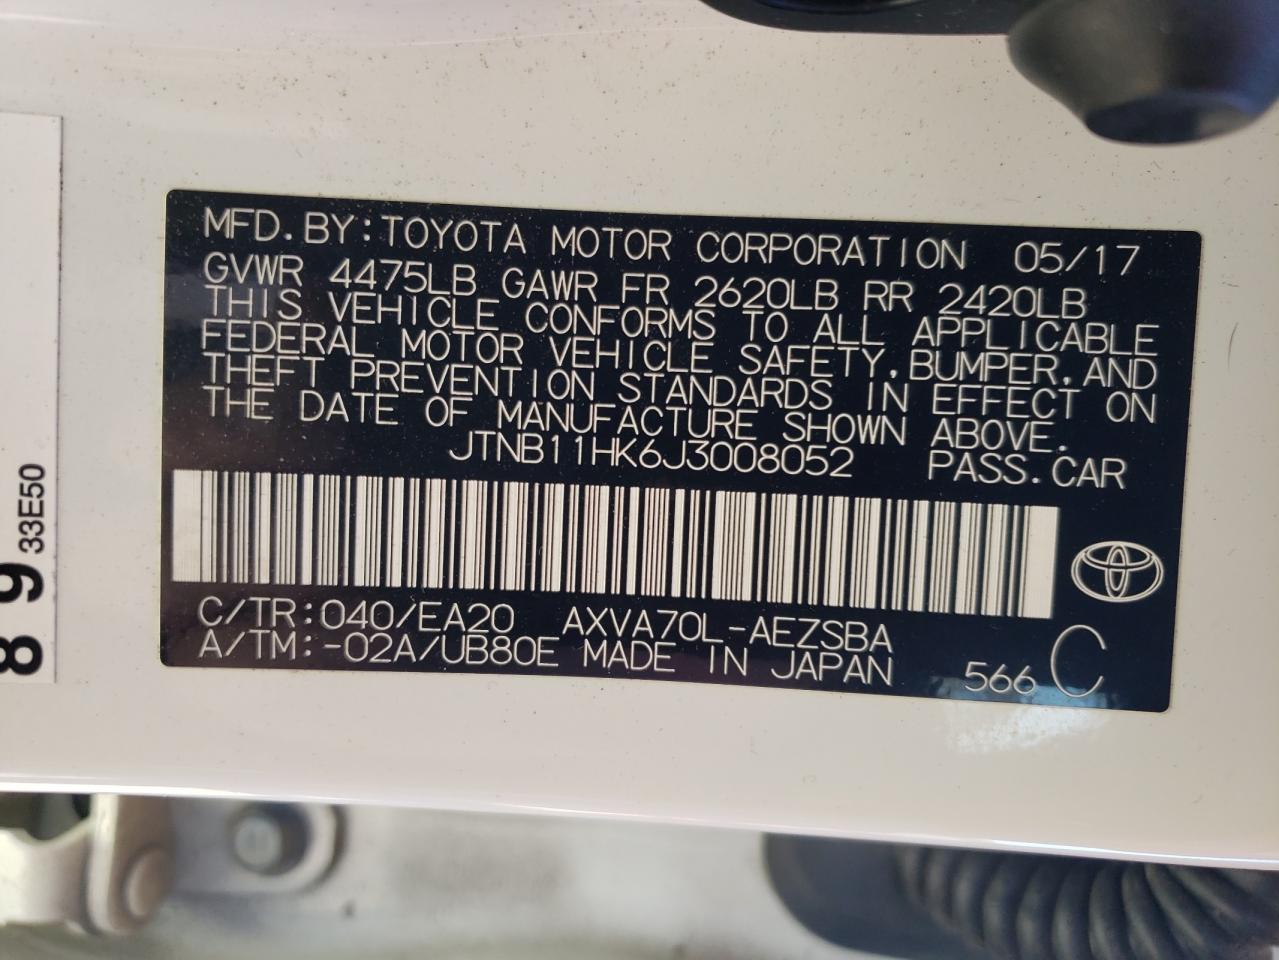 MFD.BY:TOYOTA MOTOR CORPORATION 05/17
GVWR 4475LB GAWR FR 2620LB RR 2420LB
THIS VEHICLE CONFORMS TO ALL APPLICABLE
FEDERAL MOTOR VEHICLE SAFETY,BUMPER,AND
THEFT PREVENTION STANDARDS IN EFFECT ON
THE DATE OF MANUFACTURE SHOWN ABOVE.
JTNB11HK6J3008052 PASS.CAR
C/TR:040/EA20 AXVA70L-AEZSBA
A/TM:-02A/UB80E MADE IN JAPAN 566 C
8 9 33E50